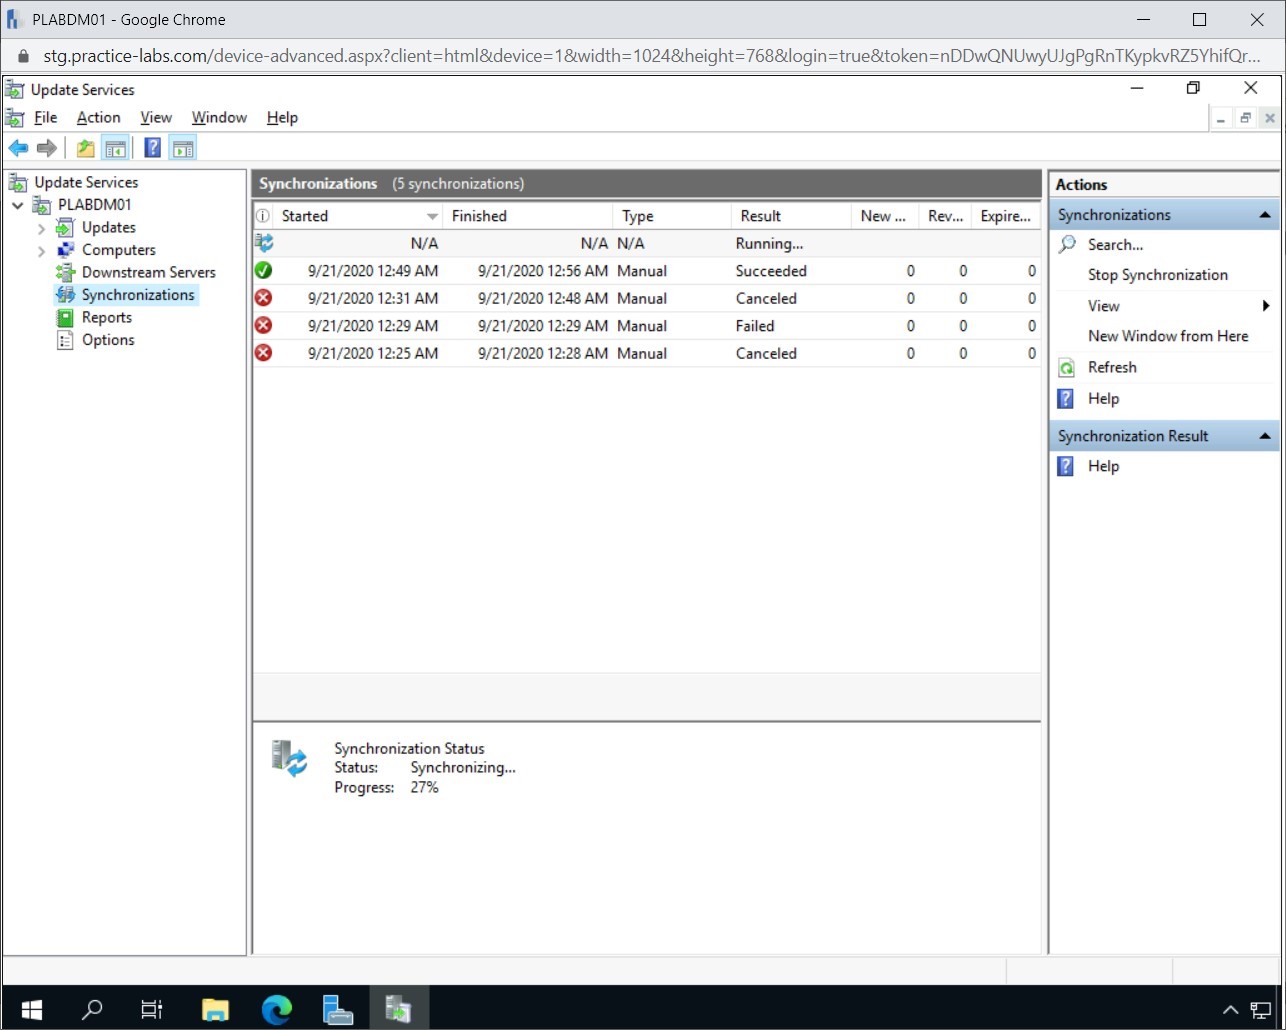 PLABDM01 - Google Chrome
stg.practice-labs.com/device-advanced.aspx?client=html&device=1&width=1024&height=768&login=true&token=nDDwQNUwyUJgPgRnTKypkvRZ5YhifQr...
Update Services
File Action View Window Help
Update Services
PLABDM01
Updates
Computers
Downstream Servers
Synchronizations
Reports
Options
Synchronizations (5 synchronizations)
Started Finished Type Result New ... Rev... Expire...
N/A N/A N/A Running...
9/21/2020 12:49 AM 9/21/2020 12:56 AM Manual Succeeded 0 0 0
9/21/2020 12:31 AM 9/21/2020 12:48 AM Manual Canceled 0 0 0
9/21/2020 12:29 AM 9/21/2020 12:29 AM Manual Failed 0 0 0
9/21/2020 12:25 AM 9/21/2020 12:28 AM Manual Canceled 0 0 0
Synchronization Status
Status: Synchronizing...
Progress: 27%
Actions
Synchronizations
Search...
Stop Synchronization
View
New Window from Here
Refresh
Help
Synchronization Result
Help